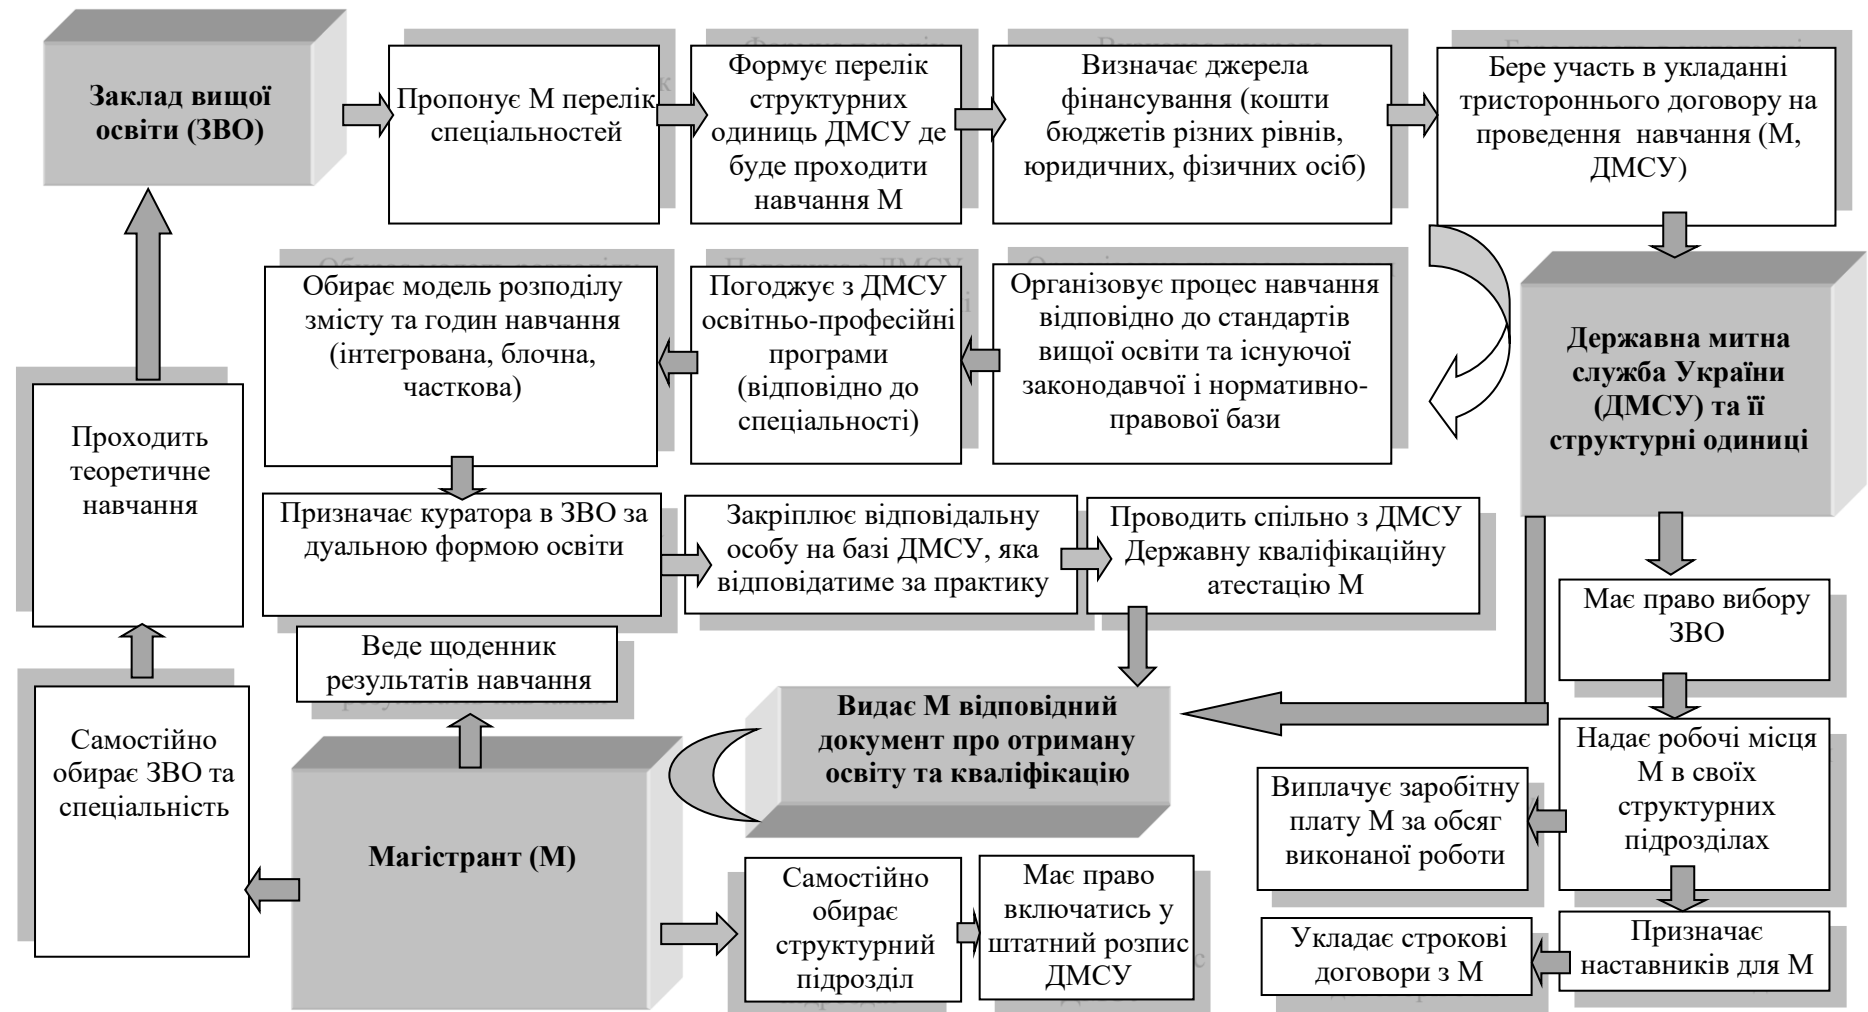 Заклад вищої
освіти (ЗВО)
Пропонує М перелік
спеціальностей
Формує перелік
структурних
одиниць ДМСУ де
буде проходити
навчання М
Визначає джерела
фінансування (кошти
бюджетів різних рівнів,
юридичних, фізичних осіб)
Бере участь в укладанні
тристороннього договору на
проведення навчання (М,
ДМСУ)
Обирає модель розподілу
змісту та годин навчання
(інтегрована, блочна,
часткова)
Погоджує з ДМСУ
освітньо-професійні
програми
(відповідно до
спеціальності)
Організовує процес навчання
відповідно до стандартів
вищої освіти та існуючої
законодавчої і нормативно-
правової бази
Державна митна
служба України
(ДМСУ) та її
структурні одиниці
Проходить
теоретичне
навчання
Призначає куратора в ЗВО за
дуальною формою освіти
Закріплює відповідальну
особу на базі ДМСУ, яка
відповідатиме за практику
Проводить спільно з ДМСУ
Державну кваліфікаційну
атестацію М
Має право вибору
ЗВО
Веде щоденник
результатів навчання
Самостійно
обирає ЗВО та
спеціальність
Видає М відповідний
документ про отриману
освіту та кваліфікацію
Надає робочі місця
М в своїх
структурних
підрозділах
Виплачує заробітну
плату М за обсяг
виконаної роботи
Магістрант (М)
Самостійно
обирає
структурний
підрозділ
Має право
включатись у
штатний розпис
ДМСУ
Укладає строкові
договори з М
Призначає
наставників для М